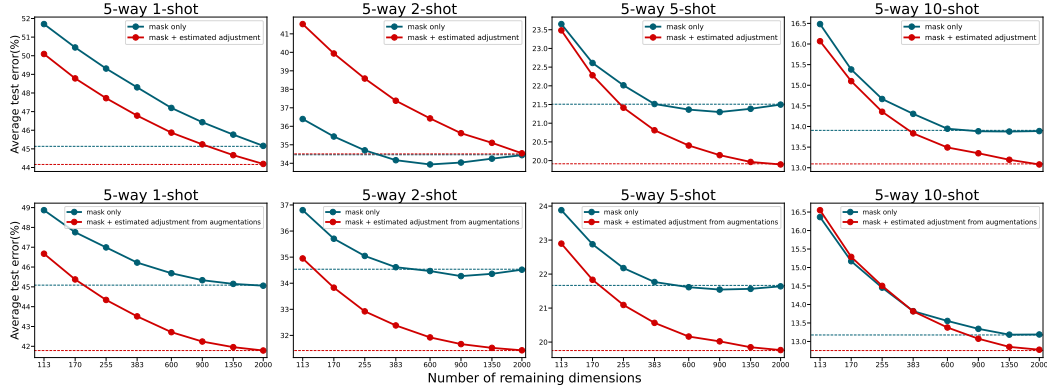 5-way 1-shot
5-way 2-shot
5-way 5-shot
5-way 10-shot
Average test error(%)
52
51
50
49
48
47
46
45
44
mask only
mask + estimated adjustment
41
40
39
38
37
36
35
34
mask only
mask + estimated adjustment
23.5
23.0
22.5
22.0
21.5
21.0
20.5
20.0
mask only
mask + estimated adjustment
16.5
16.0
15.5
15.0
14.5
14.0
13.5
13.0
mask only
mask + estimated adjustment
5-way 1-shot
5-way 2-shot
5-way 5-shot
5-way 10-shot
Average test error(%)
49
48
47
46
45
44
43
42
mask only
mask + estimated adjustment from augmentations
113 170 255 383 600 900 1350 2000
37
36
35
34
33
32
mask only
mask + estimated adjustment from augmentations
113 170 255 383 600 900 1350 2000
24
23
22
21
20
mask only
mask + estimated adjustment from augmentations
113 170 255 383 600 900 1350 2000
16.5
16.0
15.5
15.0
14.5
14.0
13.5
13.0
mask only
mask + estimated adjustment from augmentations
113 170 255 383 600 900 1350 2000
Number of remaining dimensions